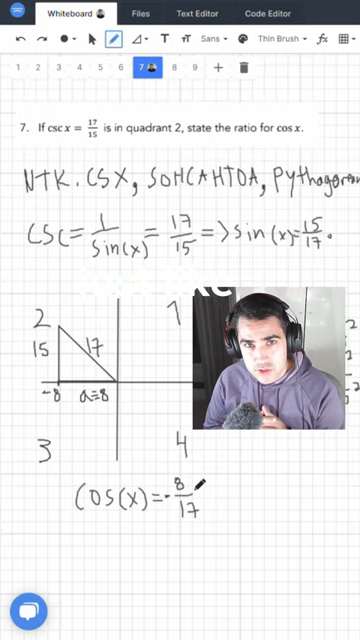 Whiteboard Files Text Editor Code Editor
T TT Sans Thin Brush fx
1 2 3 4 5 6 7 8 9 +
7. If csc x = 17/15 is in quadrant 2, state the ratio for cos x.
NTK. CSX, SOHCAHTOA, Pythagorean
CSC = 1/sin(x) = 17/15 => sin(x) = 15/17.
2 1
15 17
-8 a=8
3 4
COS(x) = -8/17